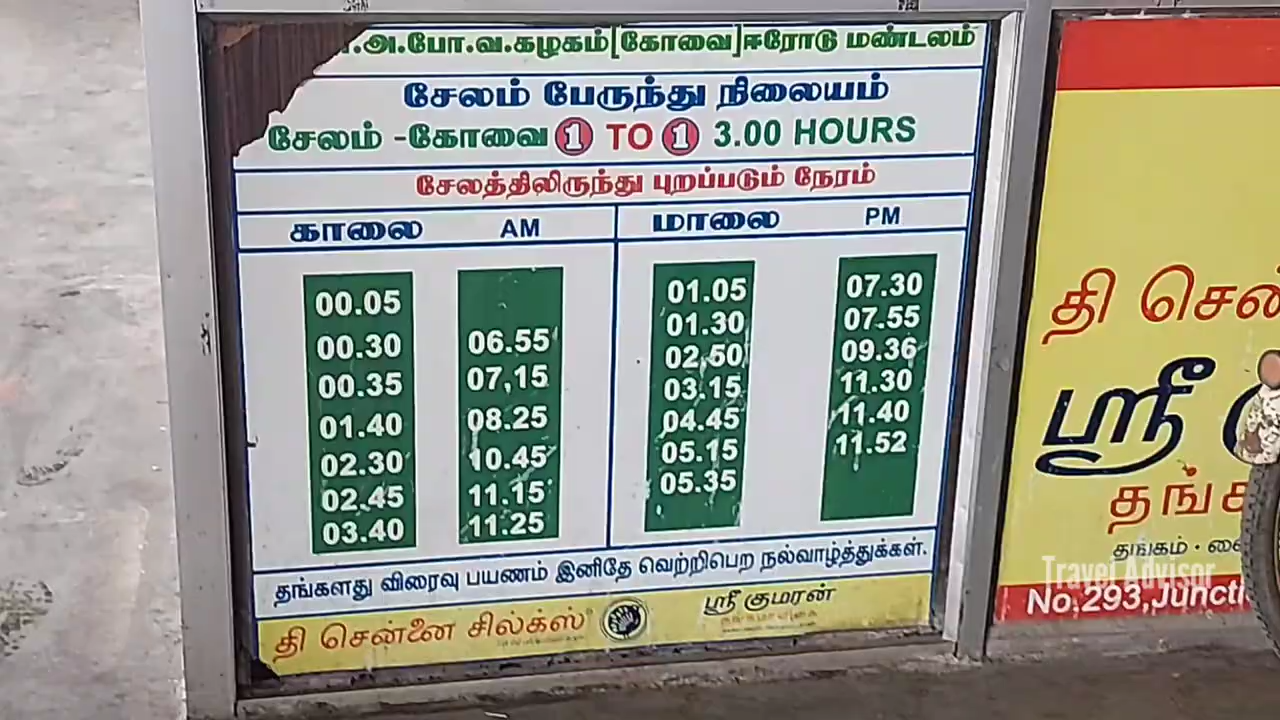 .அ.போ.வ.கழகம்[கோவை]ஈரோடு மண்டலம்
சேலம் பேருந்து நிலையம்
சேலம் -கோவை 1 TO 1 3.00 HOURS
சேலத்திலிருந்து புறப்படும் நேரம்
காலை AM மாலை PM
00.05 01.05 07.30
00.30 06.55 01.30 07.55
00.35 07,15 02.50 09.36
01.40 08.25 03.15 11.30
02.30 10.45 04.45 11.40
02.45 11.15 05.15 11.52
03.40 11.25 05.35
தங்களது விரைவு பயணம் இனிதே வெற்றிபெற நல்வாழ்த்துக்கள்.
தி சென்னை சில்க்ஸ் ஸ்ரீ குமரன்
தங்கமாளிகை
தி சென்
ஸ்ரீ
தங்க
தங்கம் · வை
Travel Advisor
No,293,Juncti